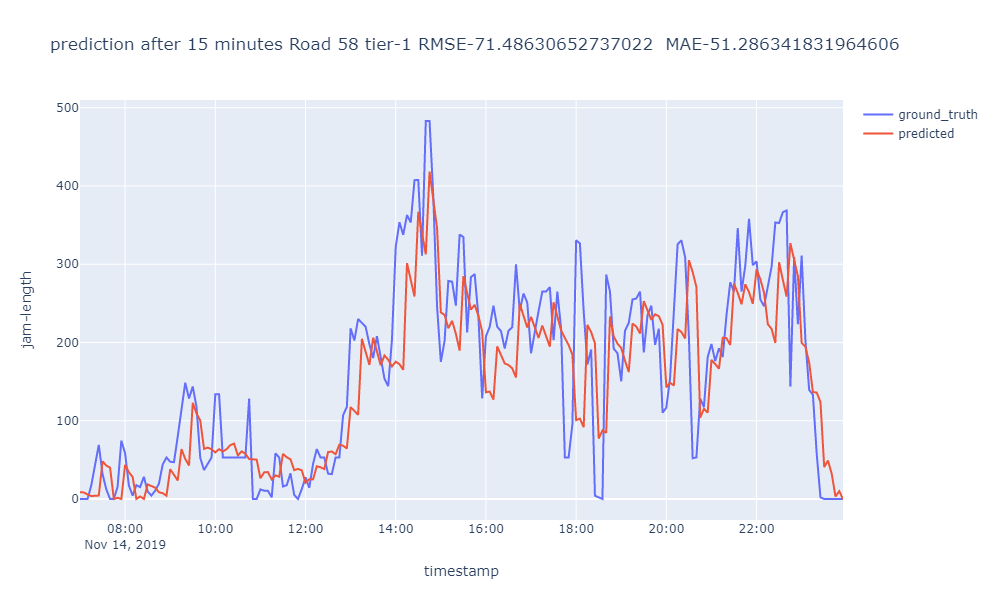 prediction after 15 minutes Road 58 tier-1 RMSE-71.48630652737022  MAE-51.286341831964606
ground_truth
predicted
jam-length
500
400
300
200
100
0
08:00 10:00 12:00 14:00 16:00 18:00 20:00 22:00
Nov 14, 2019
timestamp